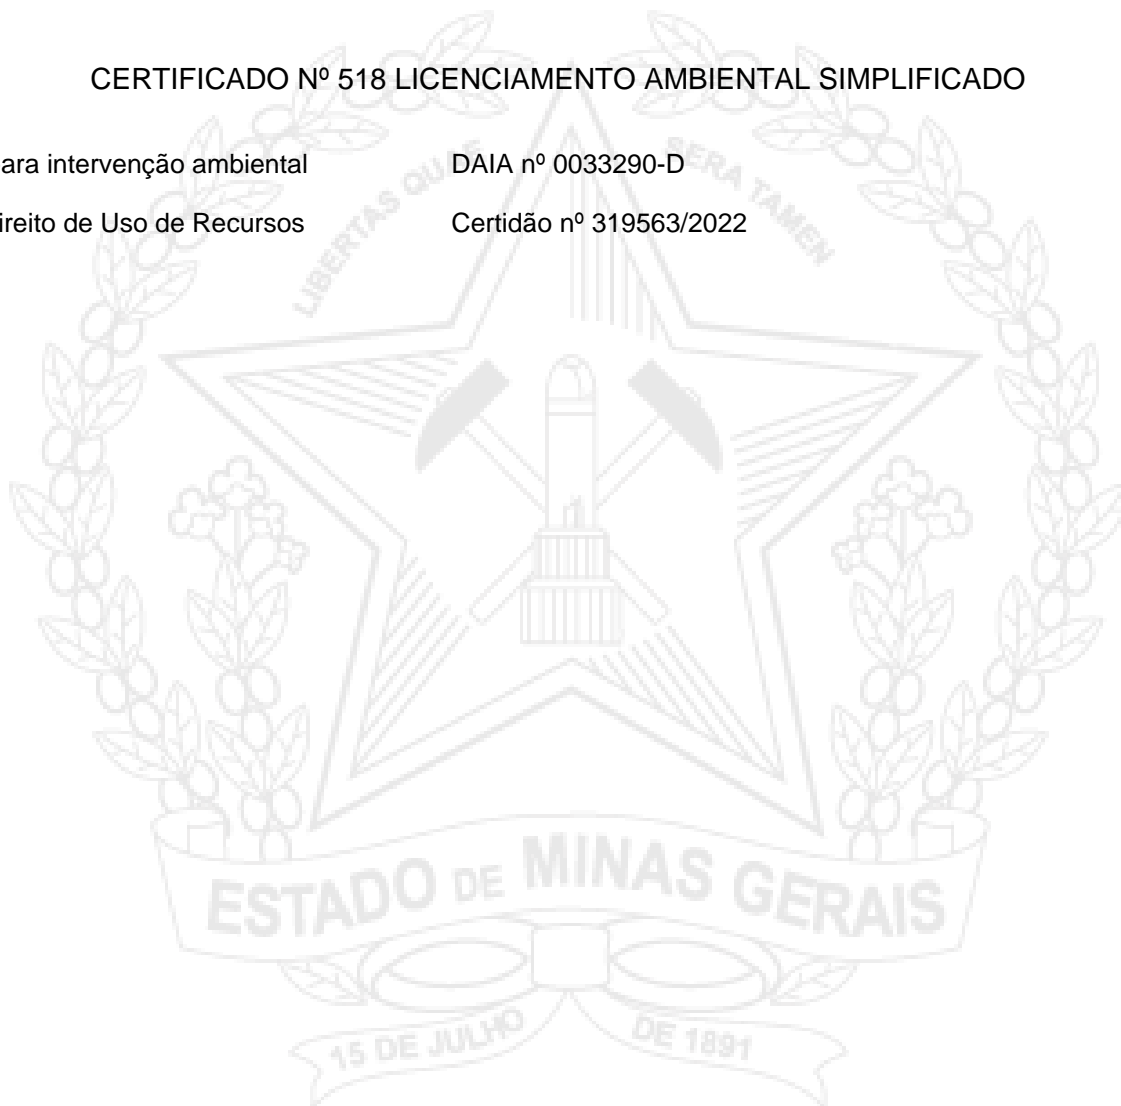 CERTIFICADO Nº 518 LICENCIAMENTO AMBIENTAL SIMPLIFICADO
ara intervenção ambiental DAIA nº 0033290-D
ireito de Uso de Recursos Certidão nº 319563/2022
LIBERTAS QUÆ SERA TAMEN
ESTADO DE MINAS GERAIS
15 DE JULHO DE 1891